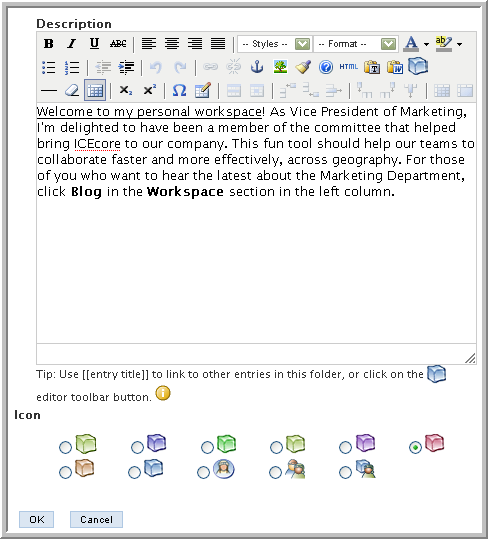 Description
B I U ABC -- Styles -- -- Format -- A ab
HTML T W
x₂ x² Ω
Welcome to my personal workspace! As Vice President of Marketing,
I'm delighted to have been a member of the committee that helped
bring ICEcore to our company. This fun tool should help our teams to
collaborate faster and more effectively, across geography. For those
of you who want to hear the latest about the Marketing Department,
click Blog in the Workspace section in the left column.
Tip: Use [[entry title]] to link to other entries in this folder, or click on the
editor toolbar button.
Icon
OK Cancel